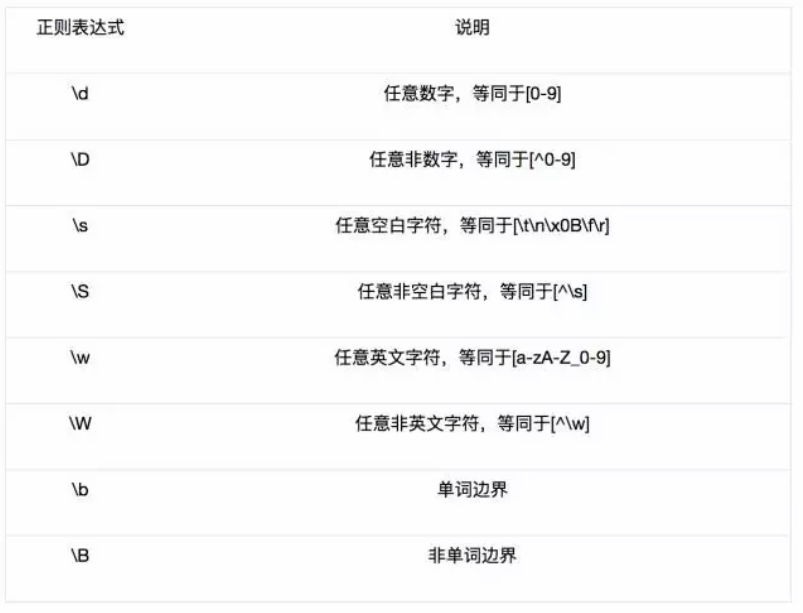 正则表达式 说明
\d 任意数字，等同于[0-9]
\D 任意非数字，等同于[^0-9]
\s 任意空白字符，等同于[\t\n\x0B\f\r]
\S 任意非空白字符，等同于[^\s]
\w 任意英文字符，等同于[a-zA-Z_0-9]
\W 任意非英文字符，等同于[^\w]
\b 单词边界
\B 非单词边界